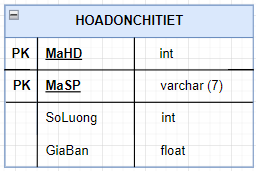 HOADONCHITIET
PK MaHD int
PK MaSP varchar (7)
SoLuong int
GiaBan float